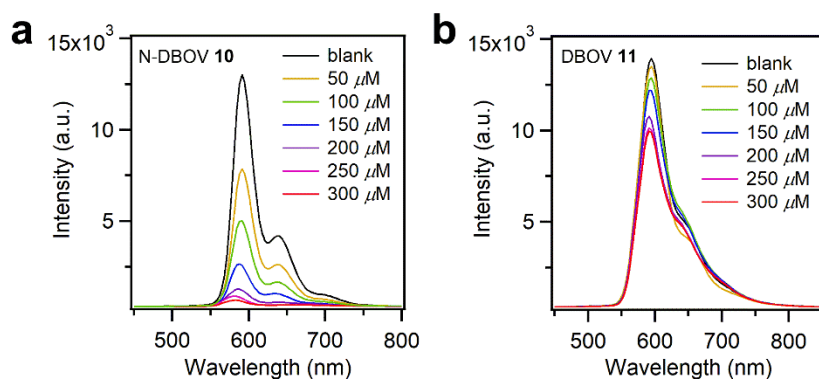 a
15x10³
10
5
Intensity (a.u.)
N-DBOV 10
blank
50 μM
100 μM
150 μM
200 μM
250 μM
300 μM
500 600 700 800
Wavelength (nm)
b
15x10³
10
5
Intensity (a.u.)
DBOV 11
blank
50 μM
100 μM
150 μM
200 μM
250 μM
300 μM
500 600 700 800
Wavelength (nm)